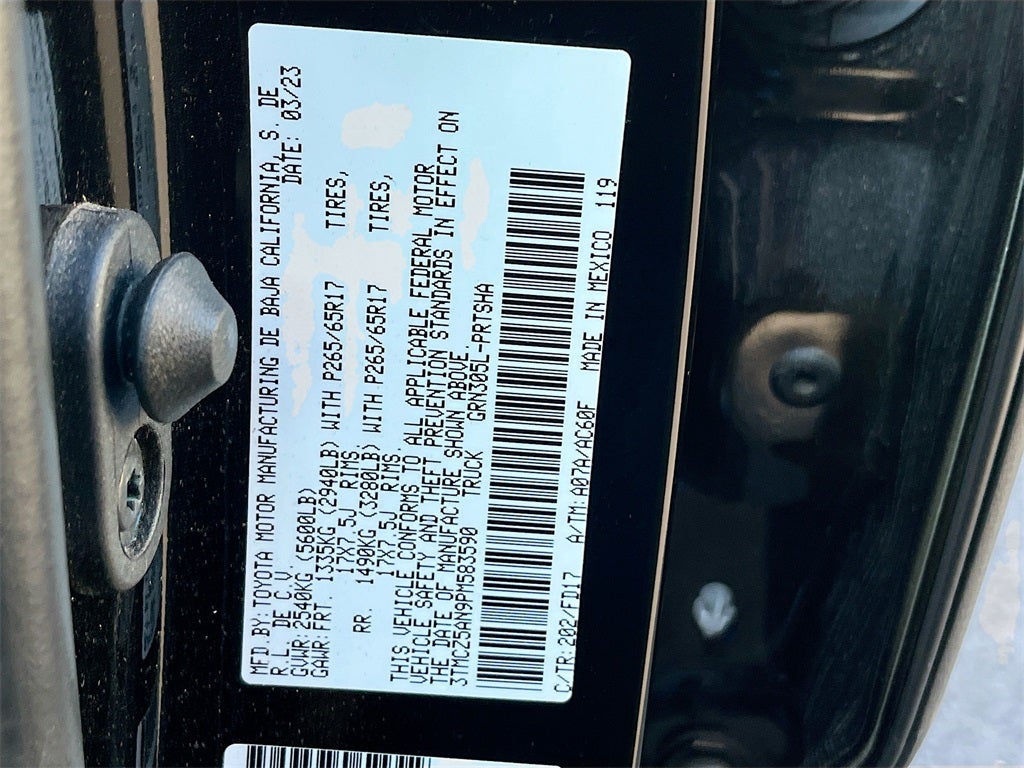 MFD.BY:TOYOTA MOTOR MANUFACTURING DE BAJA CALIFORNIA, S. DE
R.L. DE C.V. DATE: 03/23
GVWR:2540KG (5600LB)
GAWR:FRT. 1335KG (2940LB) WITH P265/65R17 TIRES,
17X7.5J RIMS.
RR. 1490KG (3280LB) WITH P265/65R17 TIRES,
17X7.5J RIMS.
THIS VEHICLE CONFORMS TO ALL APPLICABLE FEDERAL MOTOR
VEHICLE SAFETY AND THEFT PREVENTION STANDARDS IN EFFECT ON
THE DATE OF MANUFACTURE SHOWN ABOVE.
3TMCZ5AN9PM583590 TRUCK GRN305L-PRTSHA
C/TR:202/FD17 A/TM:A07A/AC60F MADE IN MEXICO 119